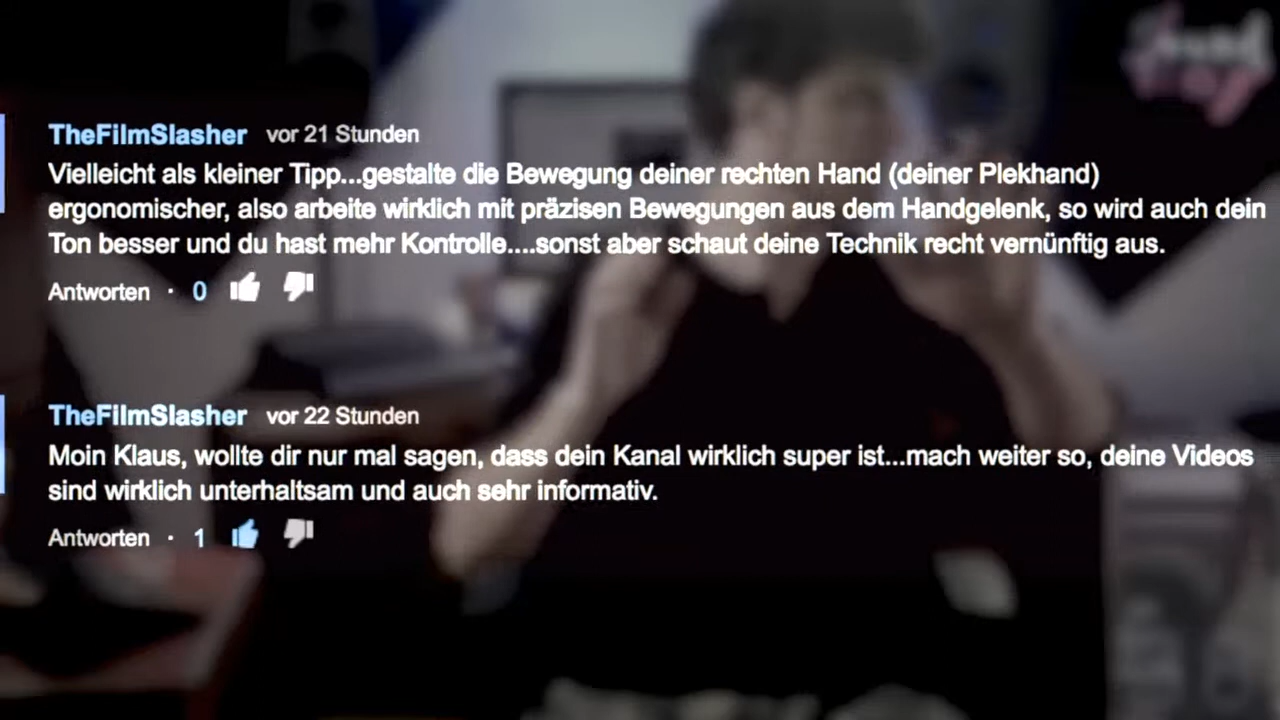 TheFilmSlasher vor 21 Stunden
Vielleicht als kleiner Tipp...gestalte die Bewegung deiner rechten Hand (deiner Plekhand)
ergonomischer, also arbeite wirklich mit präzisen Bewegungen aus dem Handgelenk, so wird auch dein
Ton besser und du hast mehr Kontrolle....sonst aber schaut deine Technik recht vernünftig aus.
Antworten · 0
TheFilmSlasher vor 22 Stunden
Moin Klaus, wollte dir nur mal sagen, dass dein Kanal wirklich super ist...mach weiter so, deine Videos
sind wirklich unterhaltsam und auch sehr informativ.
Antworten · 1